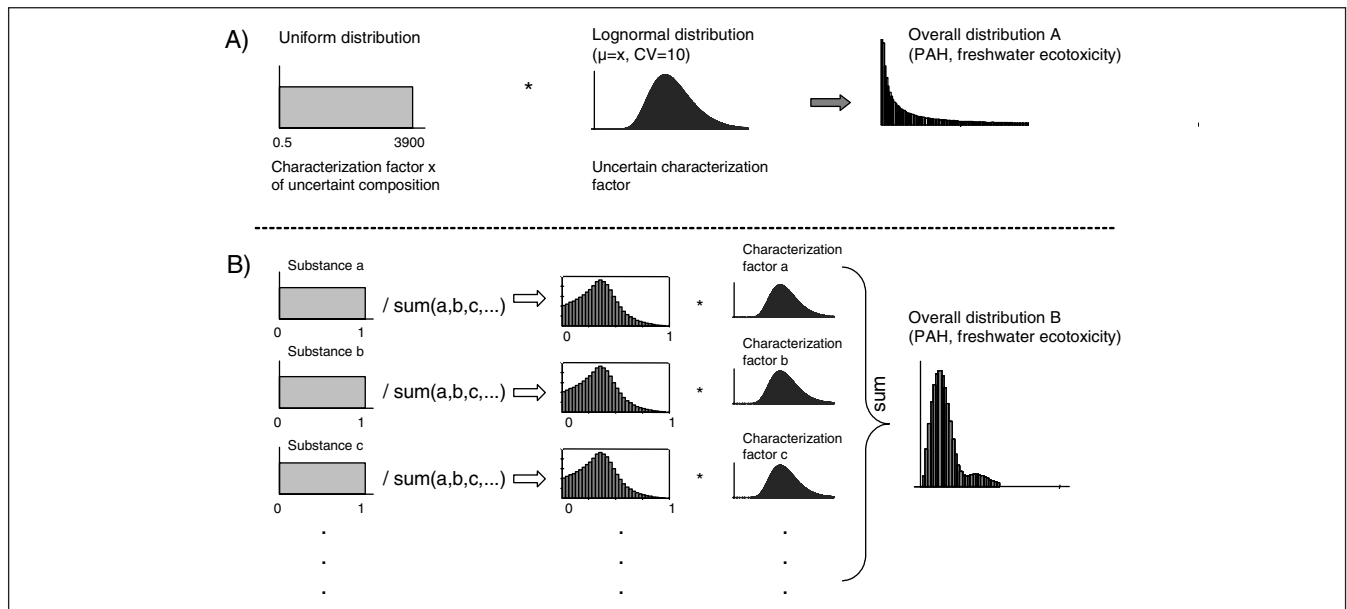 A)
Uniform distribution
0.5 3900
Characterization factor x
of uncertaint composition
*
Lognormal distribution
(μ=x, CV=10)
Uncertain characterization
factor
Overall distribution A
(PAH, freshwater ecotoxicity)
B)
Substance a
0 1
/ sum(a,b,c,...)
0 1
*
Characterization
factor a
Substance b
0 1
/ sum(a,b,c,...)
0 1
*
Characterization
factor b
Substance c
0 1
/ sum(a,b,c,...)
0 1
*
Characterization
factor c
sum
Overall distribution B
(PAH, freshwater ecotoxicity)
. . .
. . .
. . .